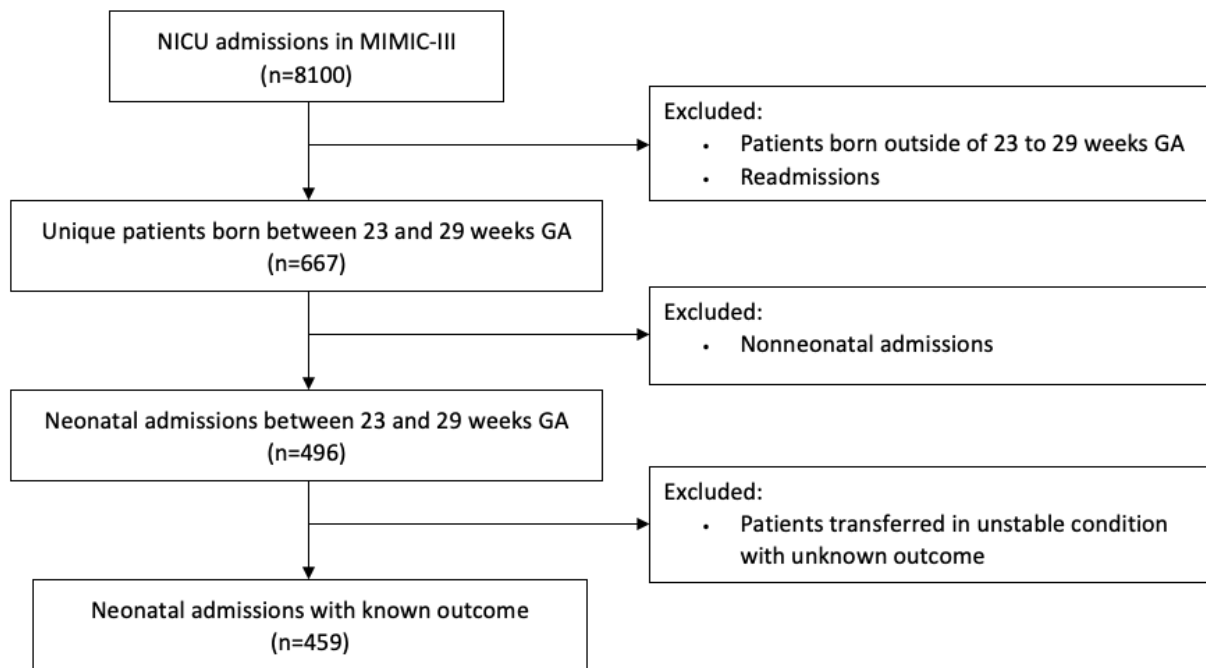 NICU admissions in MIMIC-III
(n=8100)
Excluded:
• Patients born outside of 23 to 29 weeks GA
• Readmissions
Unique patients born between 23 and 29 weeks GA
(n=667)
Excluded:
• Nonneonatal admissions
Neonatal admissions between 23 and 29 weeks GA
(n=496)
Excluded:
• Patients transferred in unstable condition
with unknown outcome
Neonatal admissions with known outcome
(n=459)